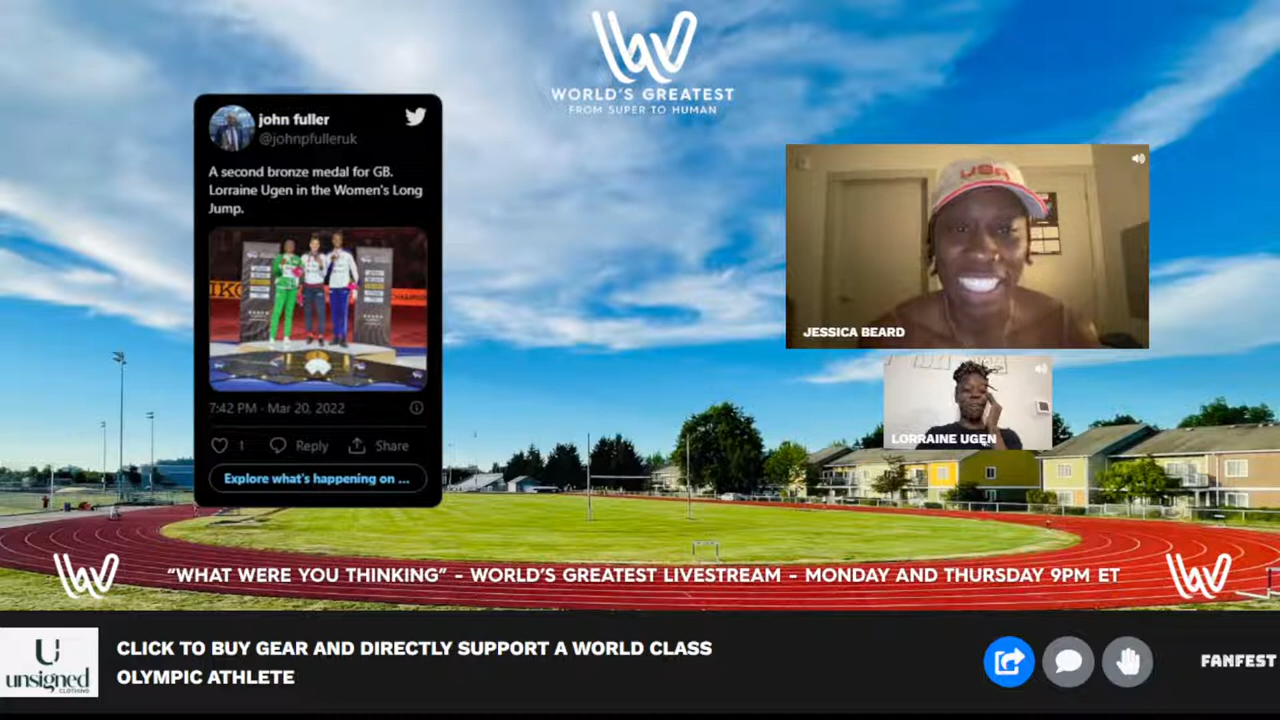 WORLD'S GREATEST
FROM SUPER TO HUMAN
john fuller
@johnpfulleruk
A second bronze medal for GB.
Lorraine Ugen in the Women's Long
Jump.
7:42 PM · Mar 20, 2022
1 Reply Share
Explore what's happening on ...
USA
JESSICA BEARD
LORRAINE UGEN
"WHAT WERE YOU THINKING" – WORLD'S GREATEST LIVESTREAM – MONDAY AND THURSDAY 9PM ET
U
unsigned
CLOTHING
CLICK TO BUY GEAR AND DIRECTLY SUPPORT A WORLD CLASS
OLYMPIC ATHLETE
FANFEST